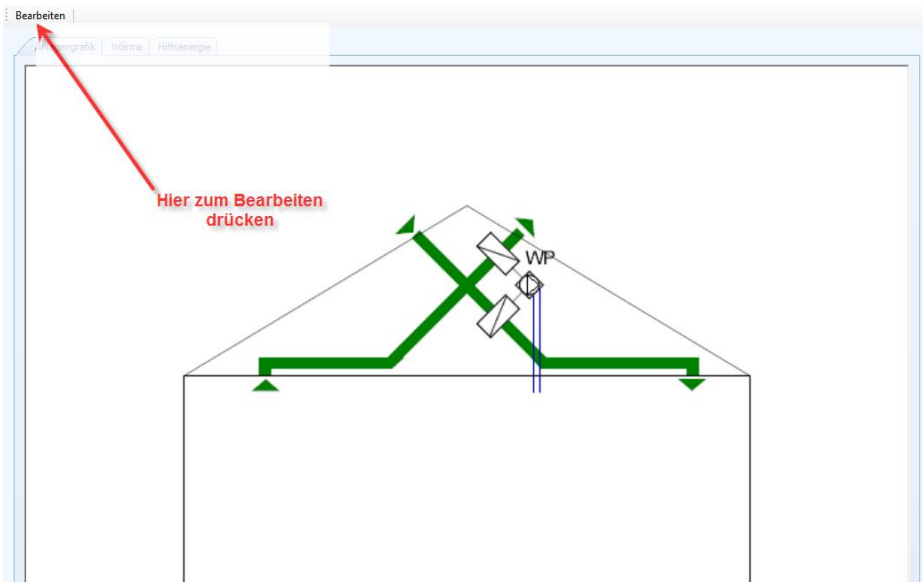 Bearbeiten
Wärme
Hilfsenergie
Hier zum Bearbeiten
drücken
WP